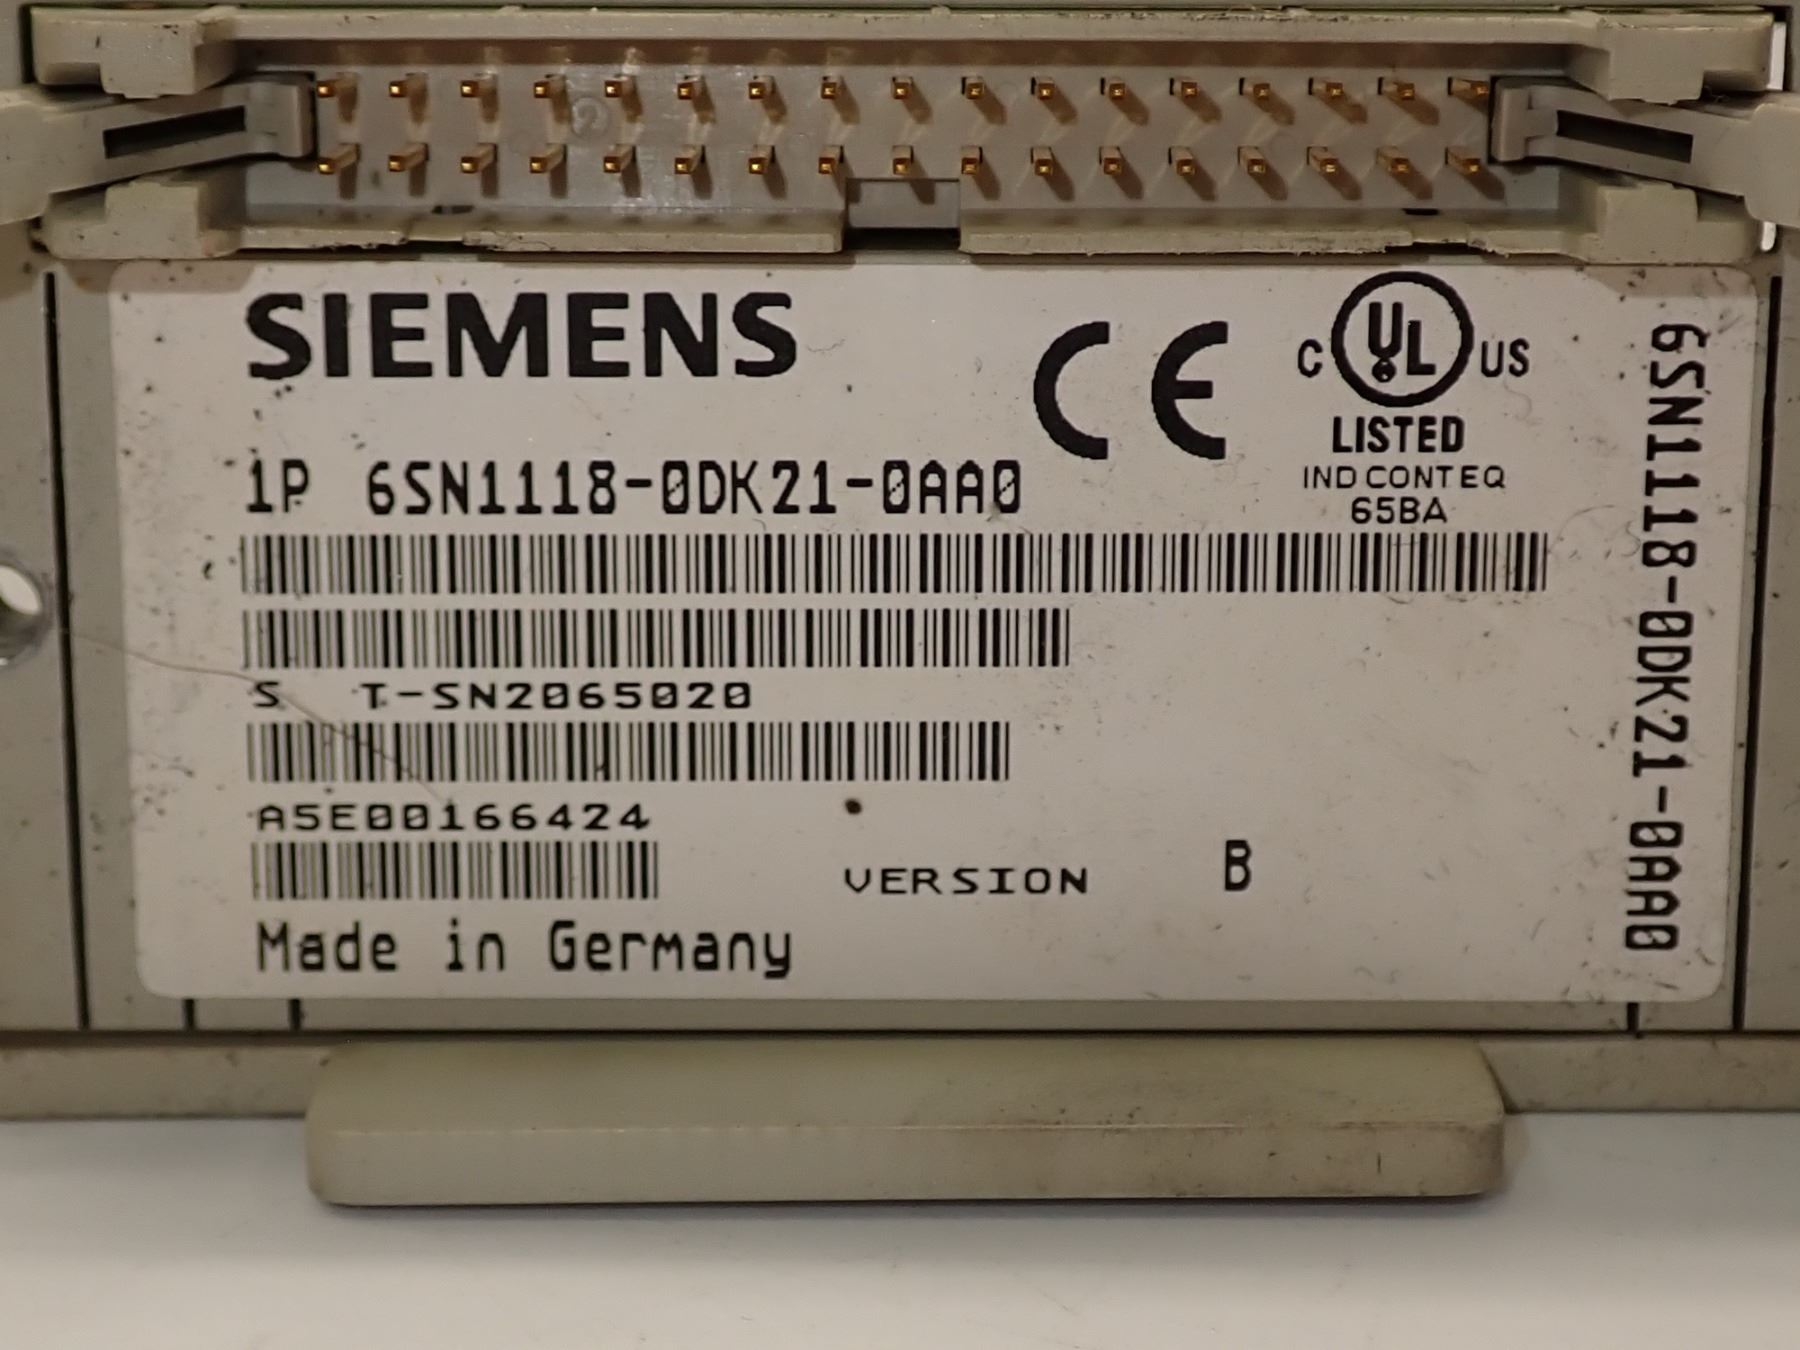 SIEMENS
CE
C UL US
LISTED
IND CONT EQ
65BA
1P 6SN1118-0DK21-0AA0
S T-SN2065020
A5E00166424
VERSION B
Made in Germany
6SN1118-0DK21-0AA0